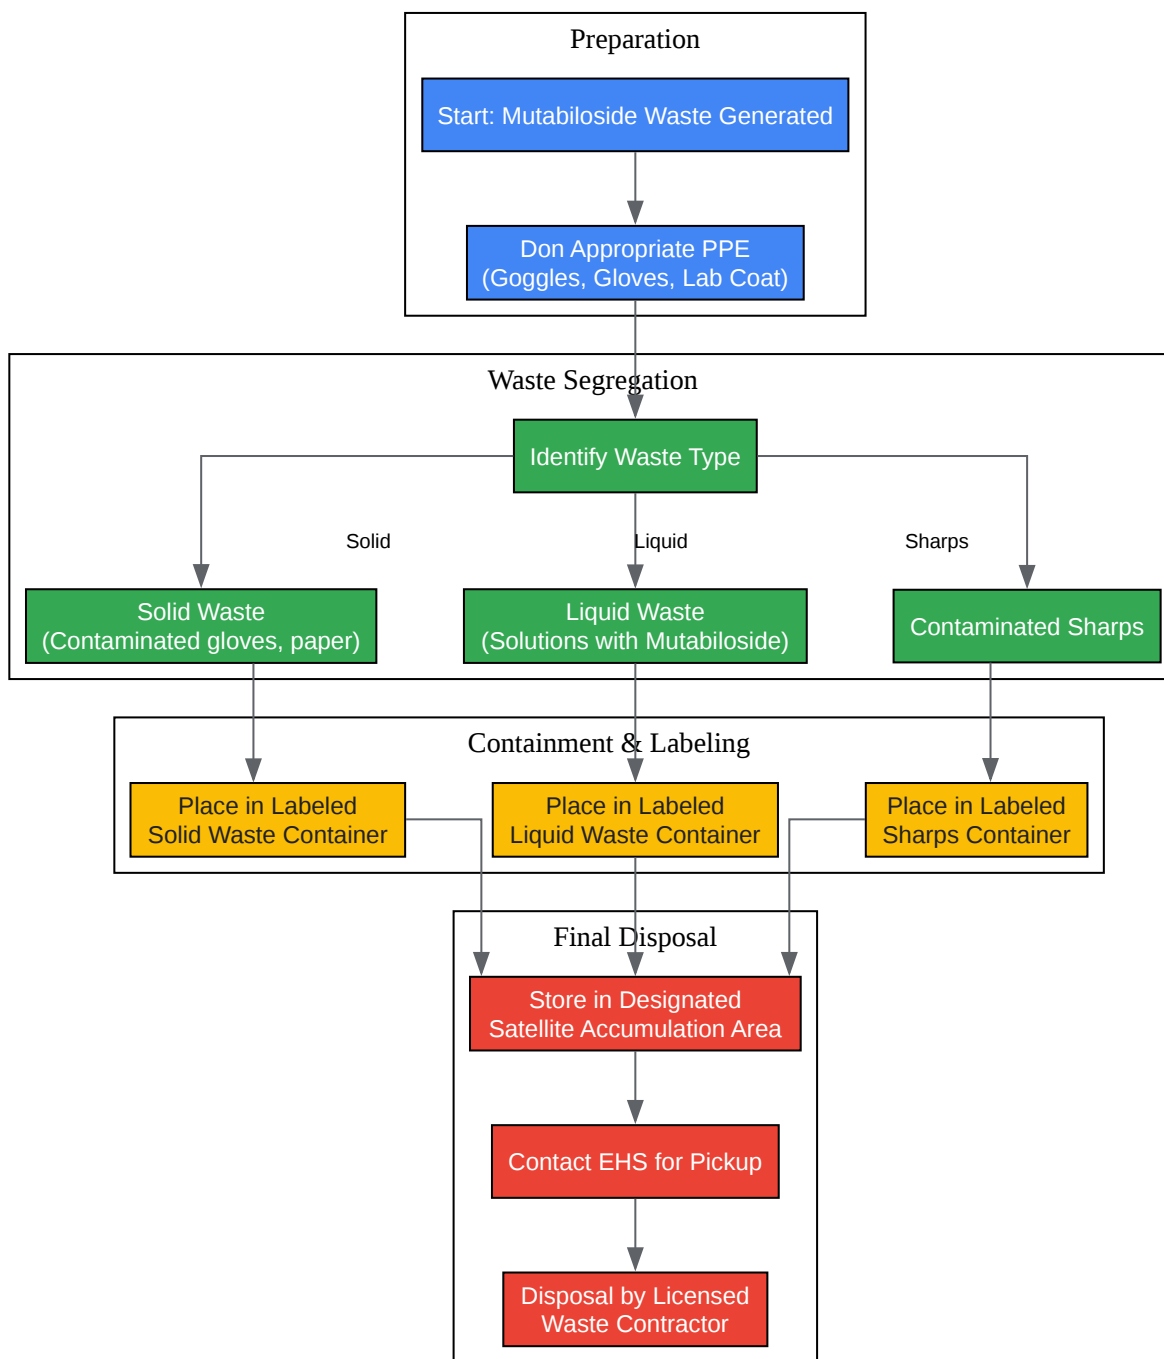 Preparation
Start: Mutabiloside Waste Generated
Don Appropriate PPE
(Goggles, Gloves, Lab Coat)
Waste Segregation
Identify Waste Type
Solid
Liquid
Sharps
Solid Waste
(Contaminated gloves, paper)
Liquid Waste
(Solutions with Mutabiloside)
Contaminated Sharps
Containment & Labeling
Place in Labeled
Solid Waste Container
Place in Labeled
Liquid Waste Container
Place in Labeled
Sharps Container
Final Disposal
Store in Designated
Satellite Accumulation Area
Contact EHS for Pickup
Disposal by Licensed
Waste Contractor